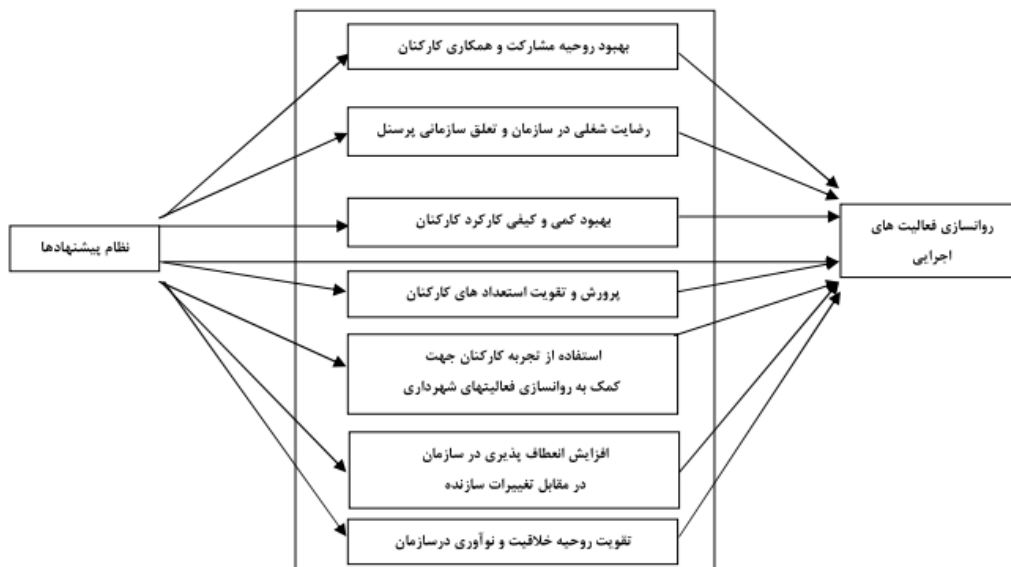 بهبود روحیه مشارکت و همکاری کارکنان
رضایت شغلی در سازمان و تعلق سازمانی پرسنل
بهبود کمی و کیفی کارکرد کارکنان
روانسازی فعالیت های
اجرایی
نظام پیشنهادها
پرورش و تقویت استعداد های کارکنان
استفاده از تجربه کارکنان جهت
کمک به روانسازی فعالیتهای شهرداری
افزایش انعطاف پذیری در سازمان
در مقابل تغییرات سازنده
تقویت روحیه خلاقیت و نوآوری درسازمان